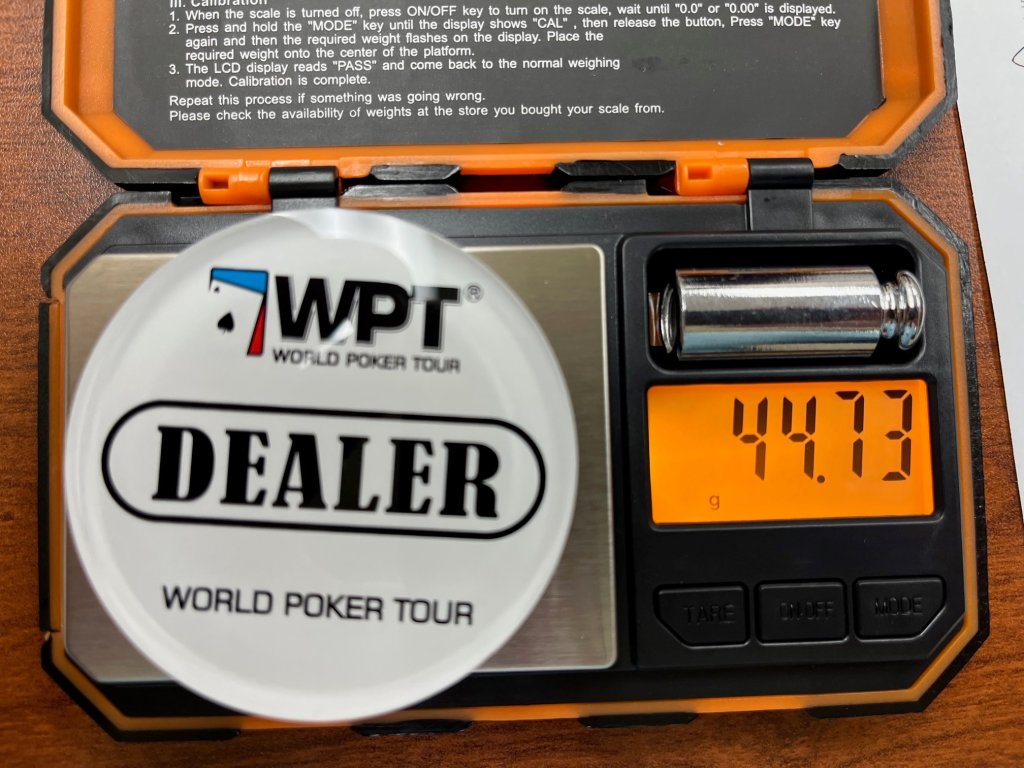 III. Calibration
1. When the scale is turned off, press ON/OFF key to turn on the scale, wait until "0.0" or "0.00" is displayed.
2. Press and hold the "MODE" key until the display shows "CAL" , then release the button, Press "MODE" key
again and then the required weight flashes on the display. Place the
required weight onto the center of the platform.
3. The LCD display reads "PASS" and come back to the normal weighing
mode. Calibration is complete.
Repeat this process if something was going wrong.
Please check the availability of weights at the store you bought your scale from.
WPT®
WORLD POKER TOUR
DEALER
WORLD POKER TOUR
44.73
g
TARE ON/OFF MODE